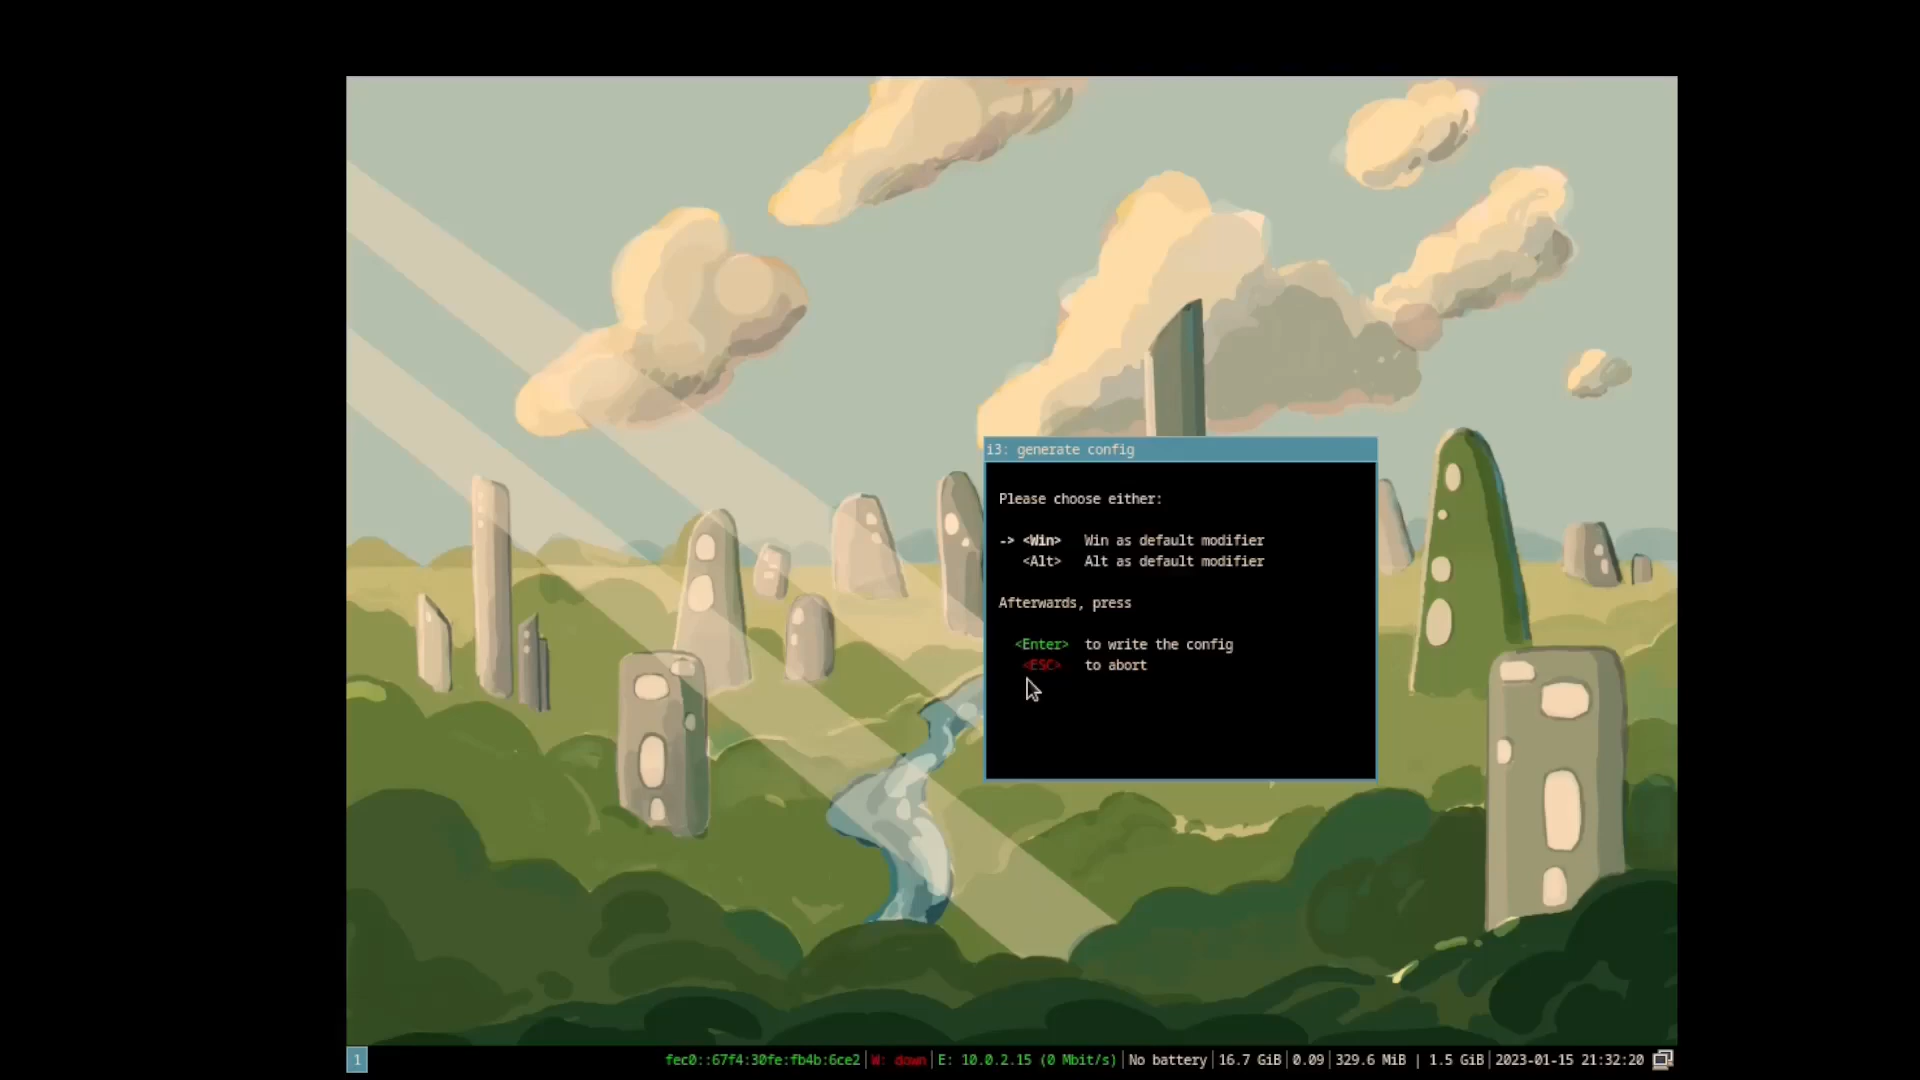 i3: generate config
Please choose either:
-> <Win> Win as default modifier
<Alt> Alt as default modifier
Afterwards, press
<Enter> to write the config
<ESC> to abort
1
fec0::67f4:30fe:fb4b:6ce2|W: down|E: 10.0.2.15 (0 Mbit/s)|No battery|16.7 GiB|0.09|329.6 MiB | 1.5 GiB|2023-01-15 21:32:20